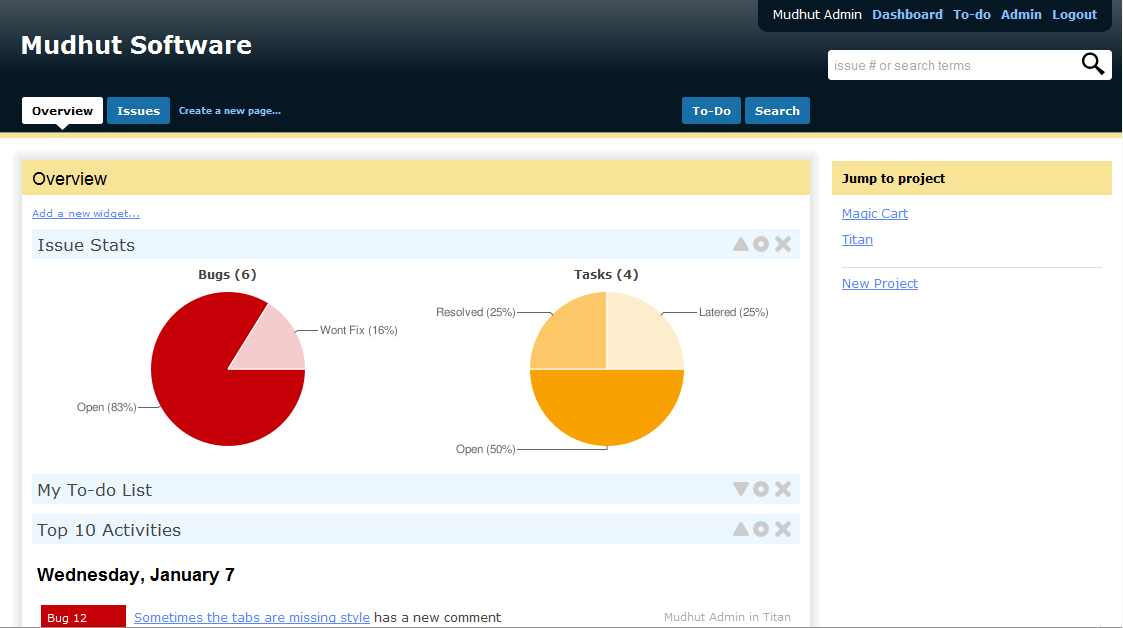 Mudhut Admin Dashboard To-do Admin Logout
Mudhut Software
issue # or search terms
Overview Issues Create a new page... To-Do Search
Overview
Add a new widget...
Issue Stats
Bugs (6)
Wont Fix (16%)
Open (83%)
Tasks (4)
Resolved (25%)
Latered (25%)
Open (50%)
My To-do List
Top 10 Activities
Wednesday, January 7
Bug 12 Sometimes the tabs are missing style has a new comment Mudhut Admin in Titan
Jump to project
Magic Cart
Titan
New Project